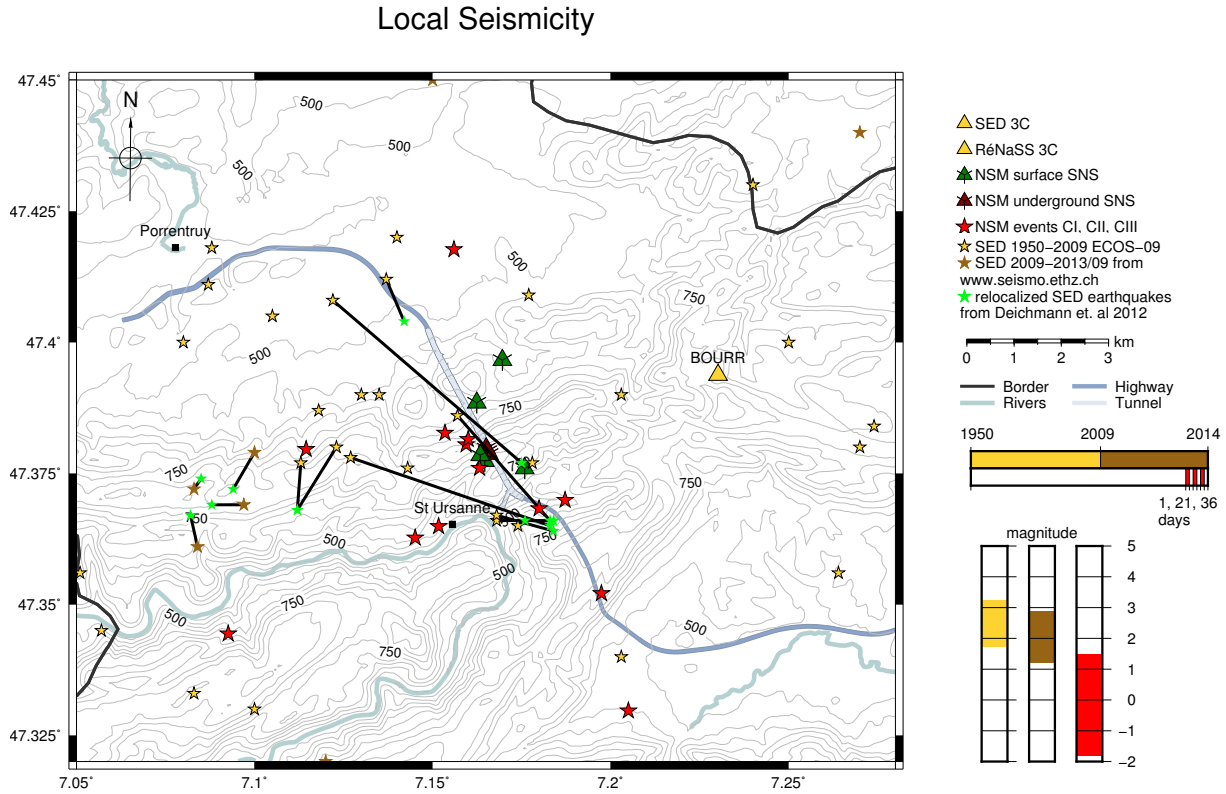 Local Seismicity
47.45°
47.425°
47.4°
47.375°
47.35°
47.325°
7.05°
7.1°
7.15°
7.2°
7.25°
N
500
500
500
Porrentruy
500
750
500
BOURR
750
750
750
750
750
St Ursanne
500
750
500
500
750
500
750
500
SED 3C
RéNaSS 3C
NSM surface SNS
NSM underground SNS
NSM events CI, CII, CIII
SED 1950−2009 ECOS−09
SED 2009−2013/09 from
www.seismo.ethz.ch
relocalized SED earthquakes
from Deichmann et. al 2012
km
0 1 2 3
Border Highway
Rivers Tunnel
1950 2009 2014
1, 21, 36
days
magnitude
5
4
3
2
1
0
−1
−2